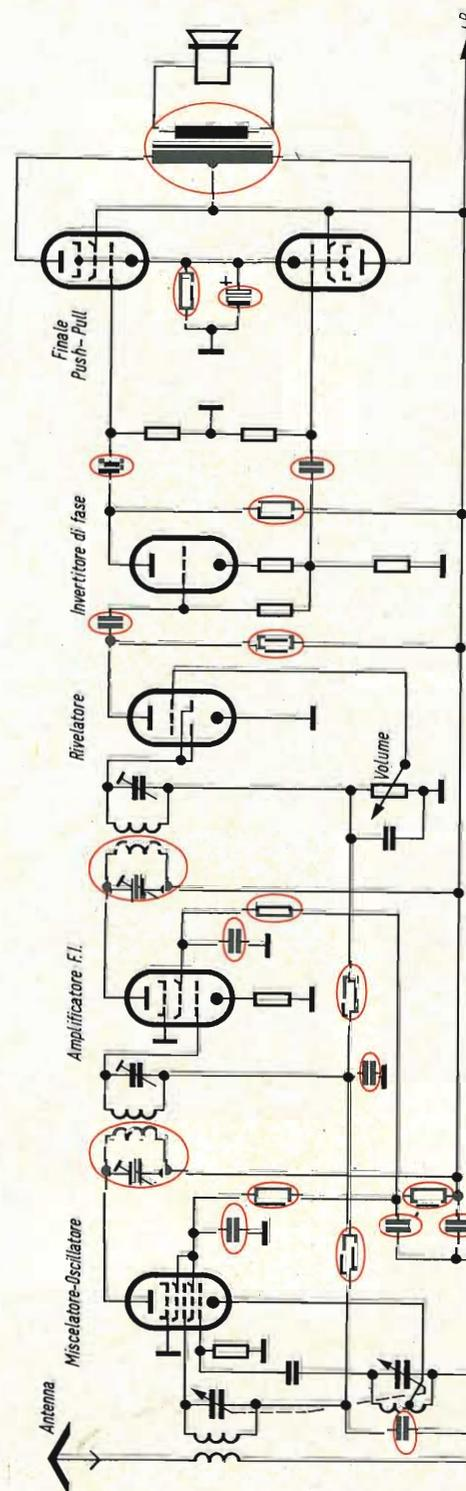 Finale
Push-Pull
Invertitore di fase
Rivelatore
Volume
Amplificatore F.I.
Miscelatore-Oscillatore
Antenna
+